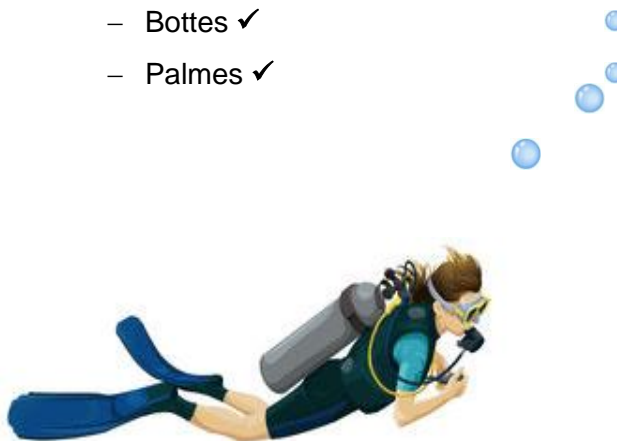 – Bottes ✓
– Palmes ✓